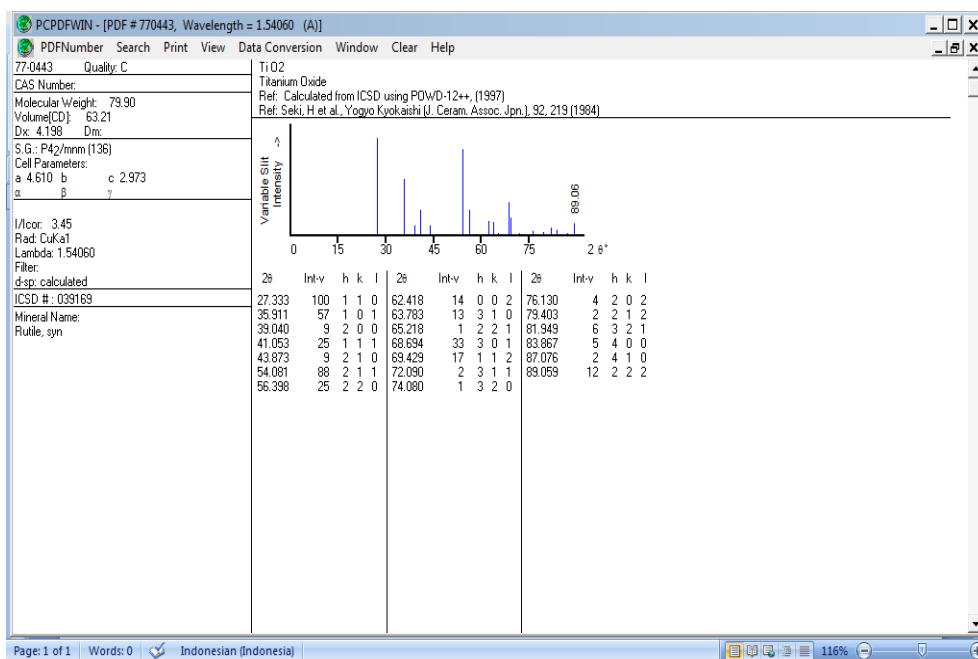 PCPDFWIN - [PDF # 770443, Wavelength = 1.54060 (A)]
PDFNumber Search Print View Data Conversion Window Clear Help
77-0443 Quality: C
CAS Number:
Molecular Weight: 79.90
Volume[CD]: 63.21
Dx: 4.198 Dm:
S.G.: P42/mnm (136)
Cell Parameters:
a 4.610 b c 2.973
α β γ
I/Icor: 3.45
Rad: CuKa1
Lambda: 1.54060
Filter:
d-sp: calculated
ICSD # : 039169
Mineral Name:
Rutile, syn
Ti O2
Titanium Oxide
Ref: Calculated from ICSD using POWD-12++, (1997)
Ref: Seki, H et al., Yogyo Kyokaishi (J. Ceram. Assoc. Jpn.), 92, 219 (1984)
Variable Slit
Intensity ->
89.06
0 15 30 45 60 75 2 θ°
2θ Int-v h k l 2θ Int-v h k l 2θ Int-v h k l
27.333 100 1 1 0 62.418 14 0 0 2 76.130 4 2 0 2
35.911 57 1 0 1 63.783 13 3 1 0 79.403 2 2 1 2
39.040 9 2 0 0 65.218 1 2 2 1 81.949 6 3 2 1
41.053 25 1 1 1 68.694 33 3 0 1 83.867 5 4 0 0
43.873 9 2 1 0 69.429 17 1 1 2 87.076 2 4 1 0
54.081 88 2 1 1 72.090 2 3 1 1 89.059 12 2 2 2
56.398 25 2 2 0 74.080 1 3 2 0
Page: 1 of 1 Words: 0 Indonesian (Indonesia) 116%